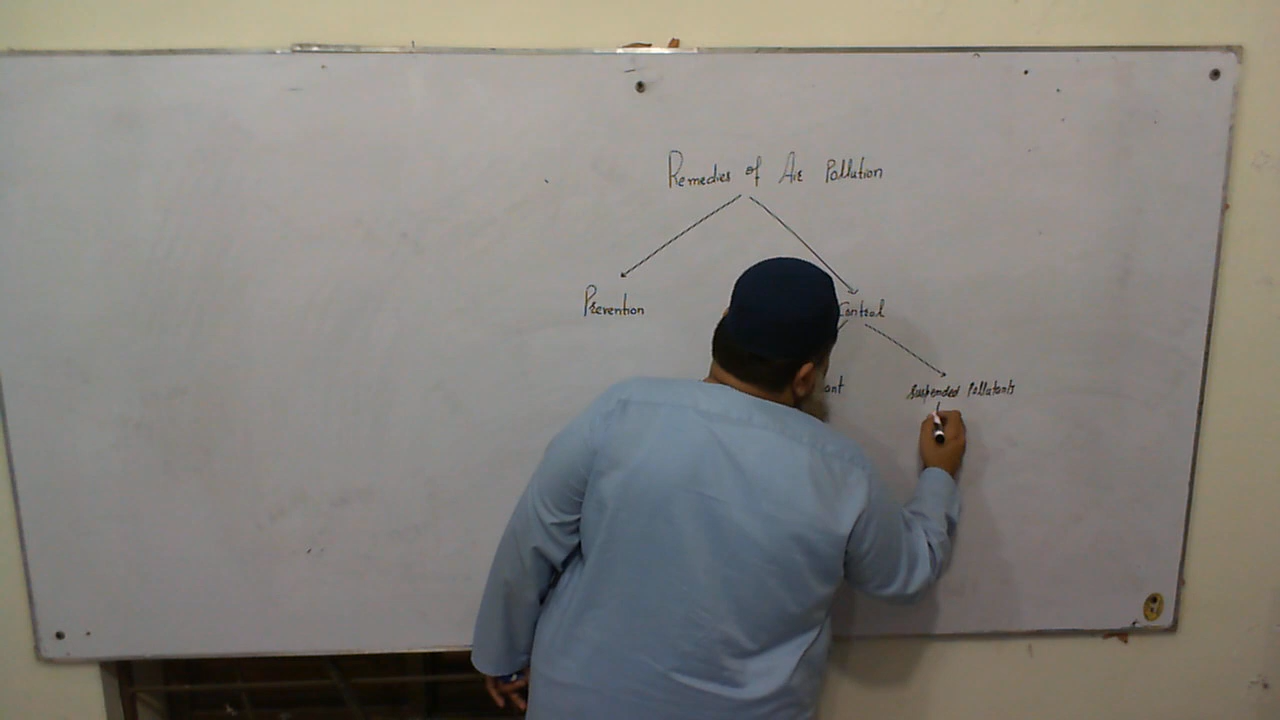 Remedies of Air Pollution
Prevention
Control
Suspended Pollutants